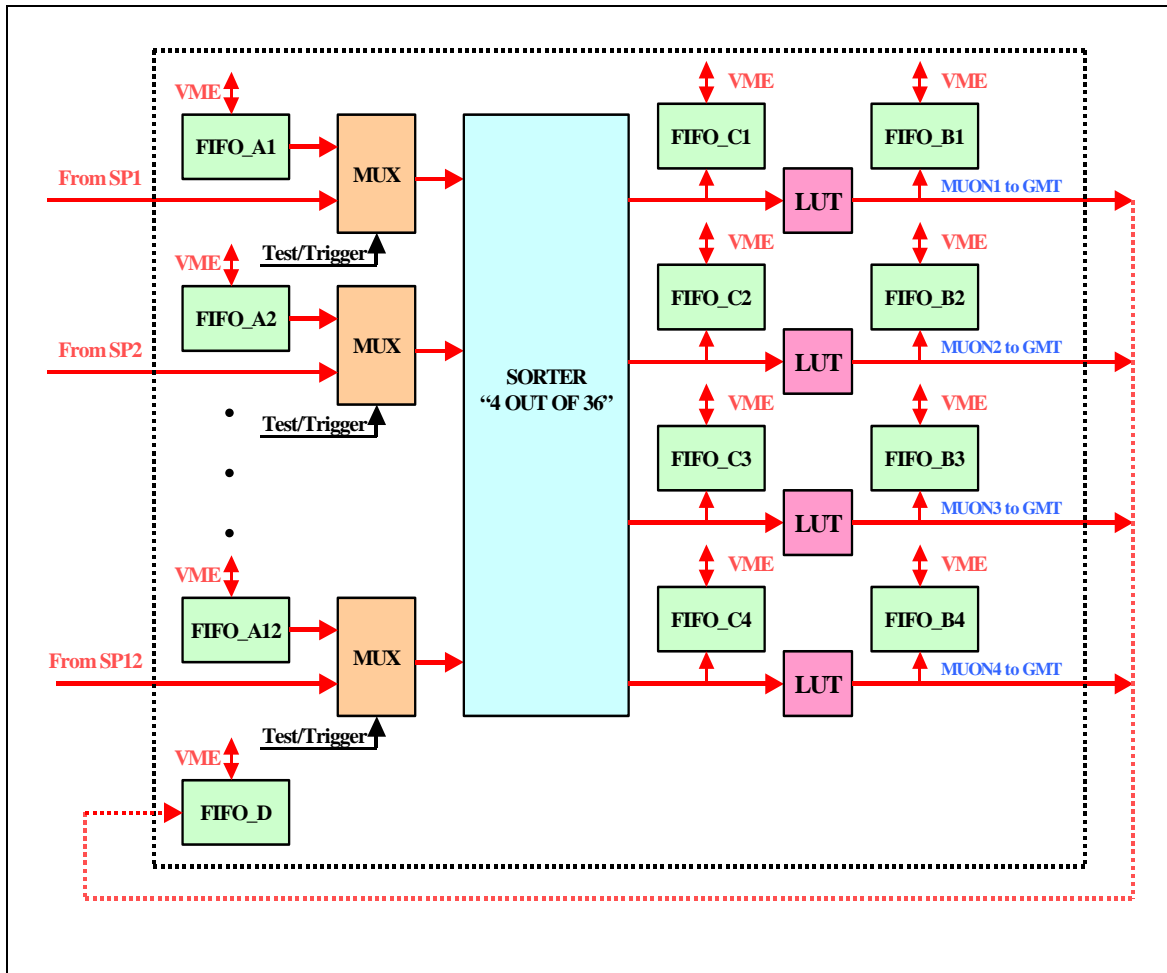 VME
VME
VME
FIFO_A1
MUX
FIFO_C1
FIFO_B1
From SP1
LUT
MUON1 to GMT
Test/Trigger
VME
VME
VME
FIFO_A2
MUX
FIFO_C2
FIFO_B2
From SP2
LUT
MUON2 to GMT
Test/Trigger
SORTER
“4 OUT OF 36”
VME
VME
FIFO_C3
FIFO_B3
LUT
MUON3 to GMT
VME
VME
VME
FIFO_A12
MUX
FIFO_C4
FIFO_B4
From SP12
LUT
MUON4 to GMT
Test/Trigger
VME
FIFO_D